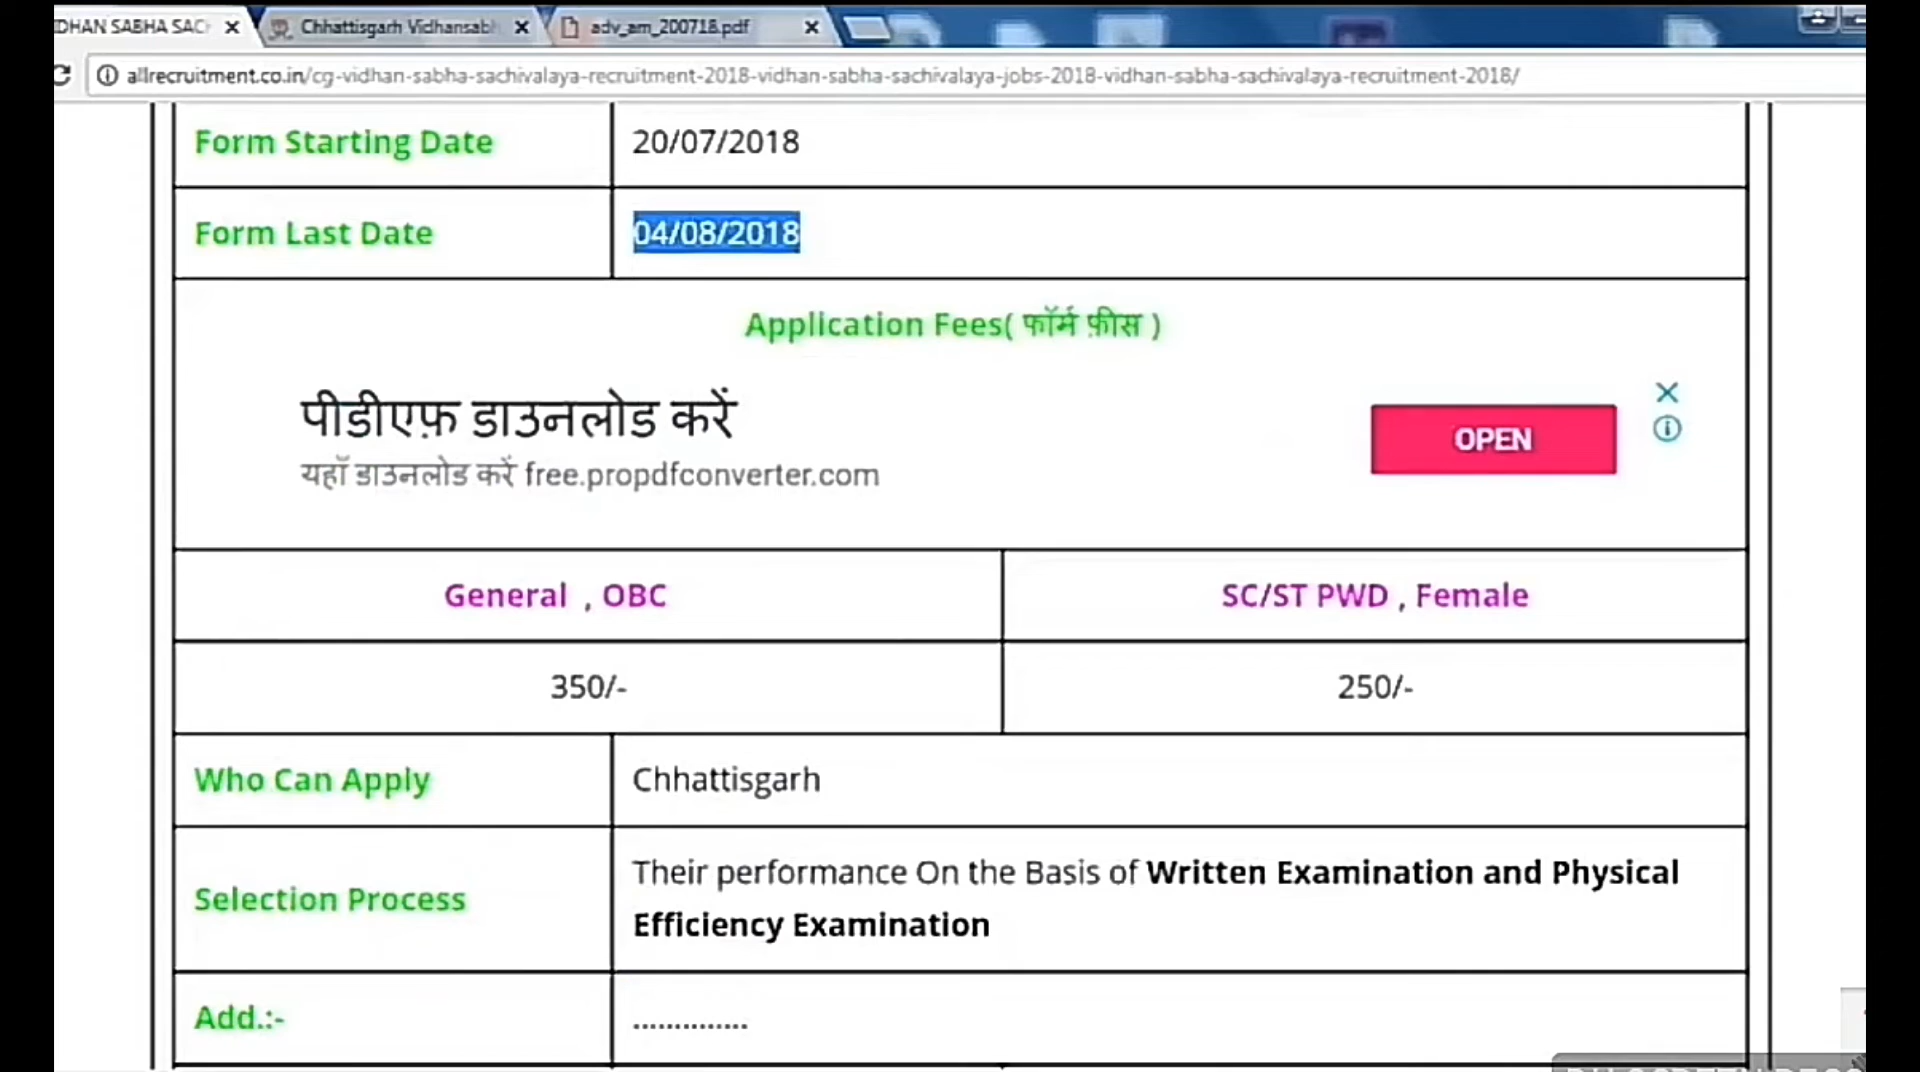 DHAN SABHA SAC
Chhattisgarh Vidhansabh
adv_am_200718.pdf
allrecruitment.co.in/cg-vidhan-sabha-sachivalaya-recruitment-2018-vidhan-sabha-sachivalaya-jobs-2018-vidhan-sabha-sachivalaya-recruitment-2018/
Form Starting Date 20/07/2018
Form Last Date 04/08/2018
Application Fees( फॉर्म फ़ीस )
पीडीएफ़ डाउनलोड करें
यहाँ डाउनलोड करें free.propdfconverter.com
OPEN
General , OBC SC/ST PWD , Female
350/- 250/-
Who Can Apply Chhattisgarh
Selection Process Their performance On the Basis of Written Examination and Physical
Efficiency Examination
Add.:- ..............